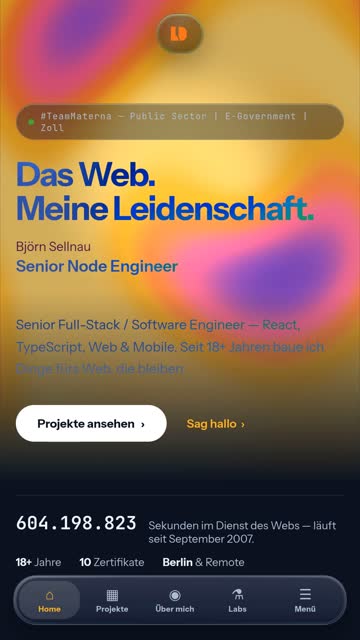 #TeamMaterna — Public Sector | E-Government |
Zoll
Das Web.
Meine Leidenschaft.
Björn Sellnau
Senior Node Engineer
Senior Full-Stack / Software Engineer — React,
TypeScript, Web & Mobile. Seit 18+ Jahren baue ich
Dinge fürs Web, die bleiben.
Projekte ansehen ›
Sag hallo ›
604.198.823 Sekunden im Dienst des Webs — läuft
seit September 2007.
18+ Jahre 10 Zertifikate Berlin & Remote
Home Projekte Über mich Labs Menü